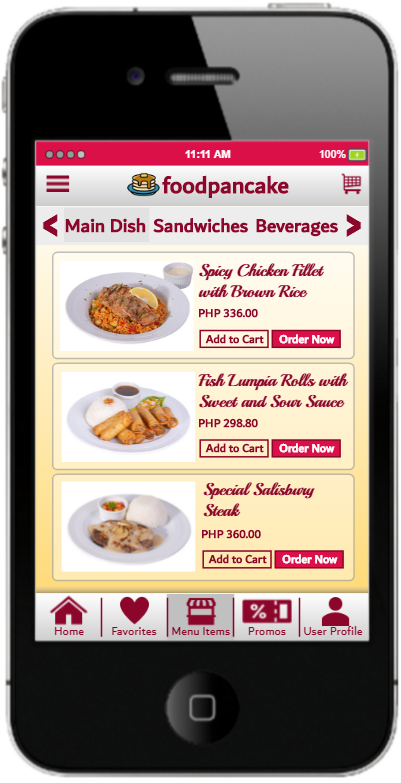 11:11 AM
100%
foodpancake
< Main Dish Sandwiches Beverages >
Spicy Chicken Fillet
with Brown Rice
PHP 336.00
Add to Cart Order Now
Fish Lumpia Rolls with
Sweet and Sour Sauce
PHP 298.80
Add to Cart Order Now
Special Salisbury
Steak
PHP 360.00
Add to Cart Order Now
%
Home Favorites Menu Items Promos User Profile